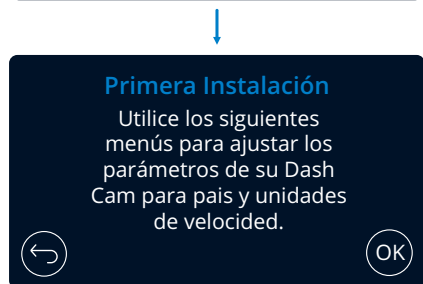 Primera Instalación
Utilice los siguientes
menús para ajustar los
parámetros de su Dash
Cam para pais y unidades
de velocided.
OK